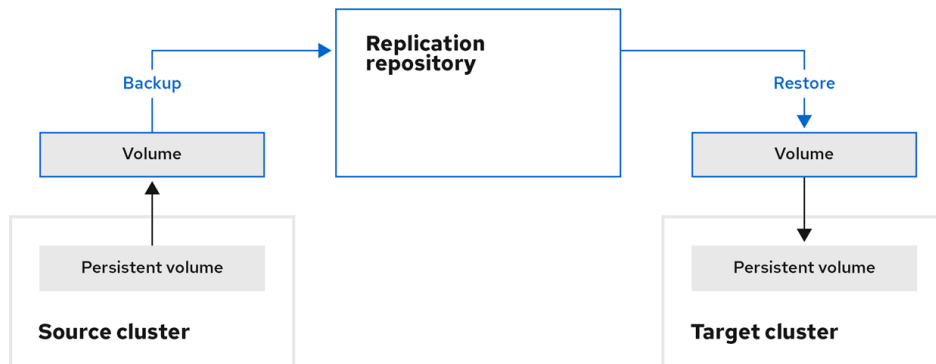 Replication
repository
Backup
Restore
Volume
Volume
Persistent volume
Persistent volume
Source cluster
Target cluster